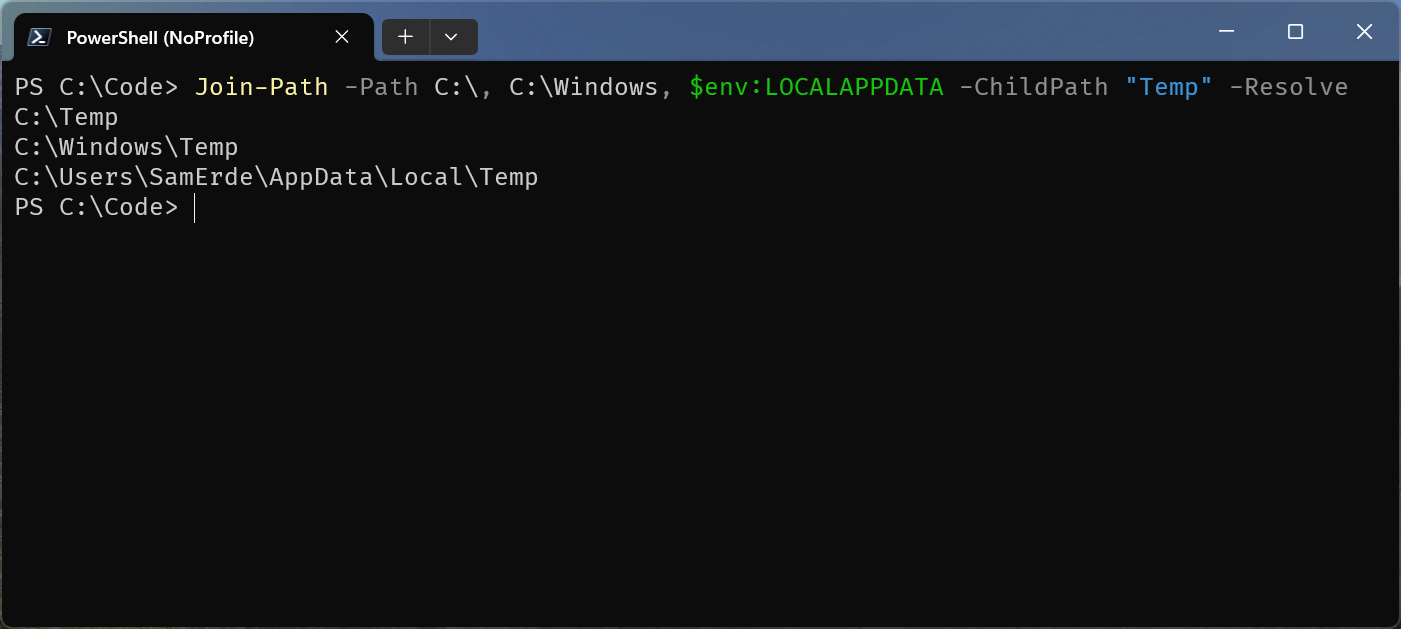 PowerShell (NoProfile)
PS C:\Code> Join-Path -Path C:\, C:\Windows, $env:LOCALAPPDATA -ChildPath "Temp" -Resolve
C:\Temp
C:\Windows\Temp
C:\Users\SamErde\AppData\Local\Temp
PS C:\Code>